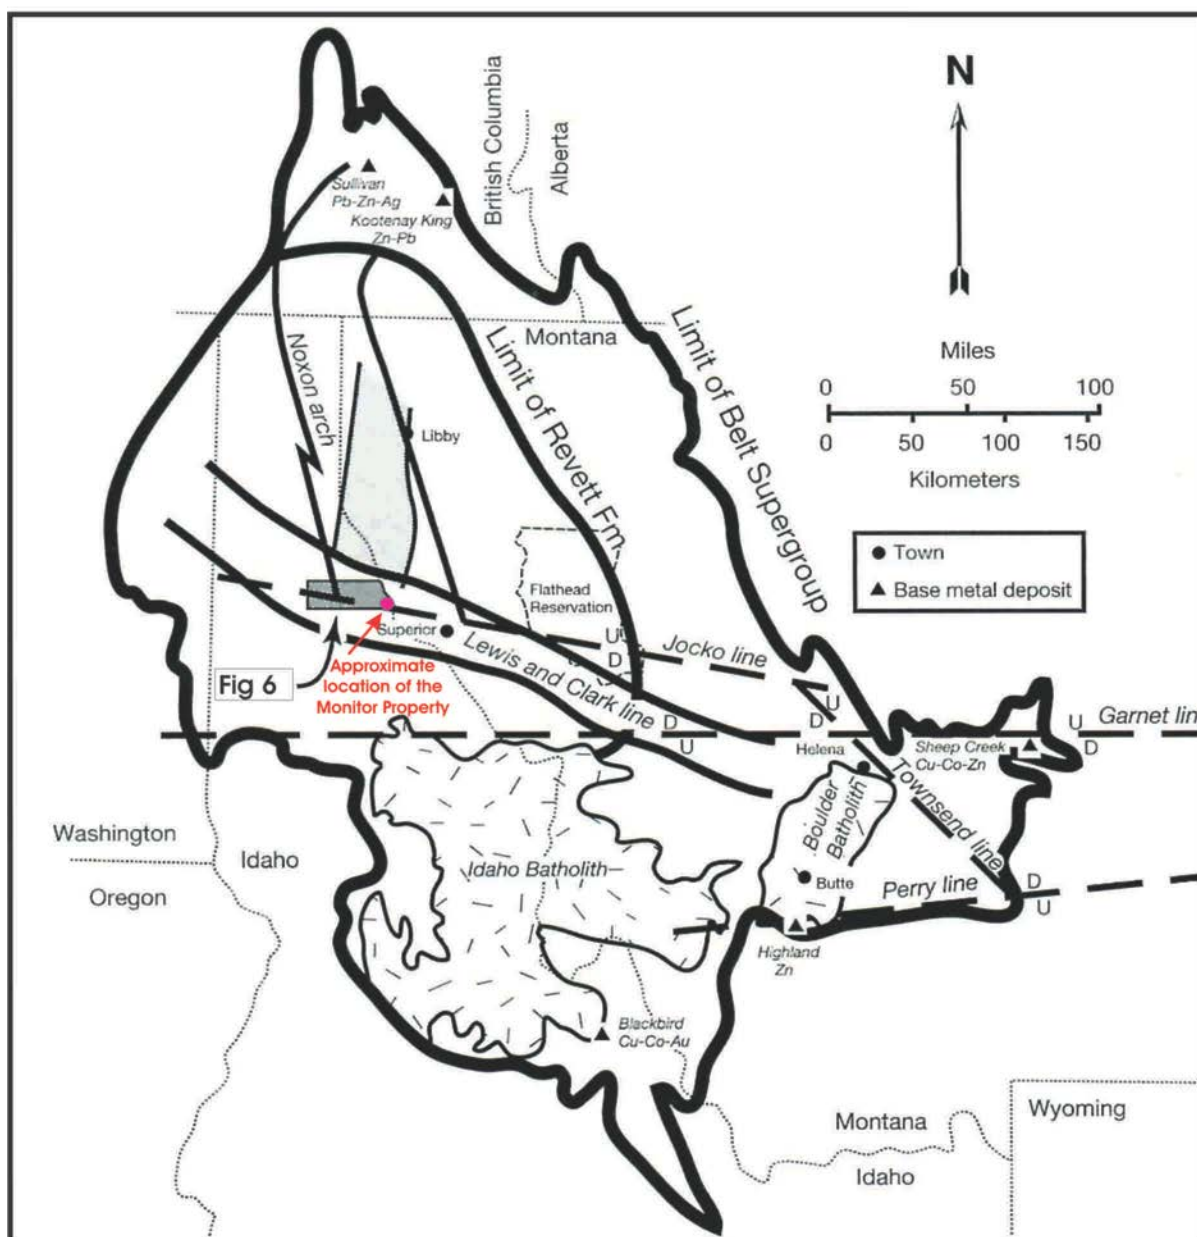 N
British Columbia
Alberta
Sullivan
Pb-Zn-Ag
Kootenay King
Zn-Pb
Montana
Noxon arch
Limit of Revett Fm
Limit of Belt Supergroup
Miles
0 50 100
0 50 100 150
Kilometers
Libby
Town
Base metal deposit
Flathead
Reservation
Superior
U
D
Jocko line
Lewis and Clark line
Fig 6
Approximate
location of the
Monitor Property
U
D
D
U
U
D
Garnet lin
Helena
Sheep Creek
Cu-Co-Zn
Townsend line
Boulder
Batholith
Washington
Oregon
Idaho
Idaho Batholith
Butte
Perry line
D
U
Highland
Zn
Blackbird
Cu-Co-Au
Montana
Idaho
Wyoming